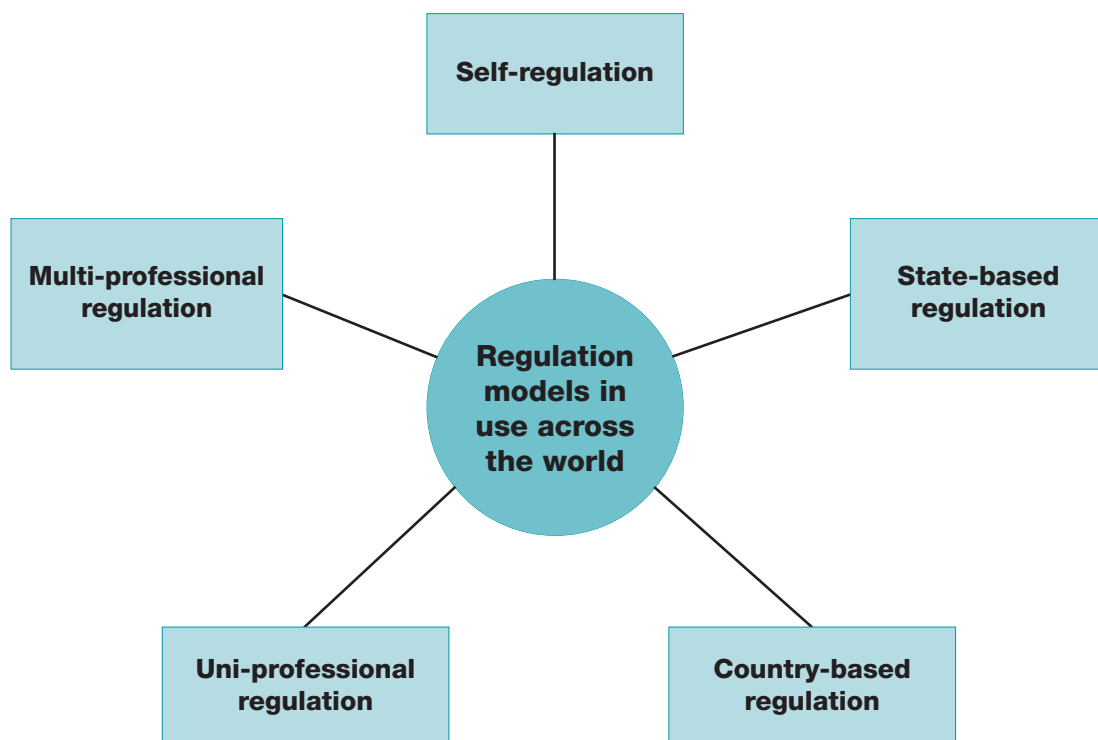 Self-regulation
Multi-professional
regulation
State-based
regulation
Regulation
models in
use across
the world
Uni-professional
regulation
Country-based
regulation